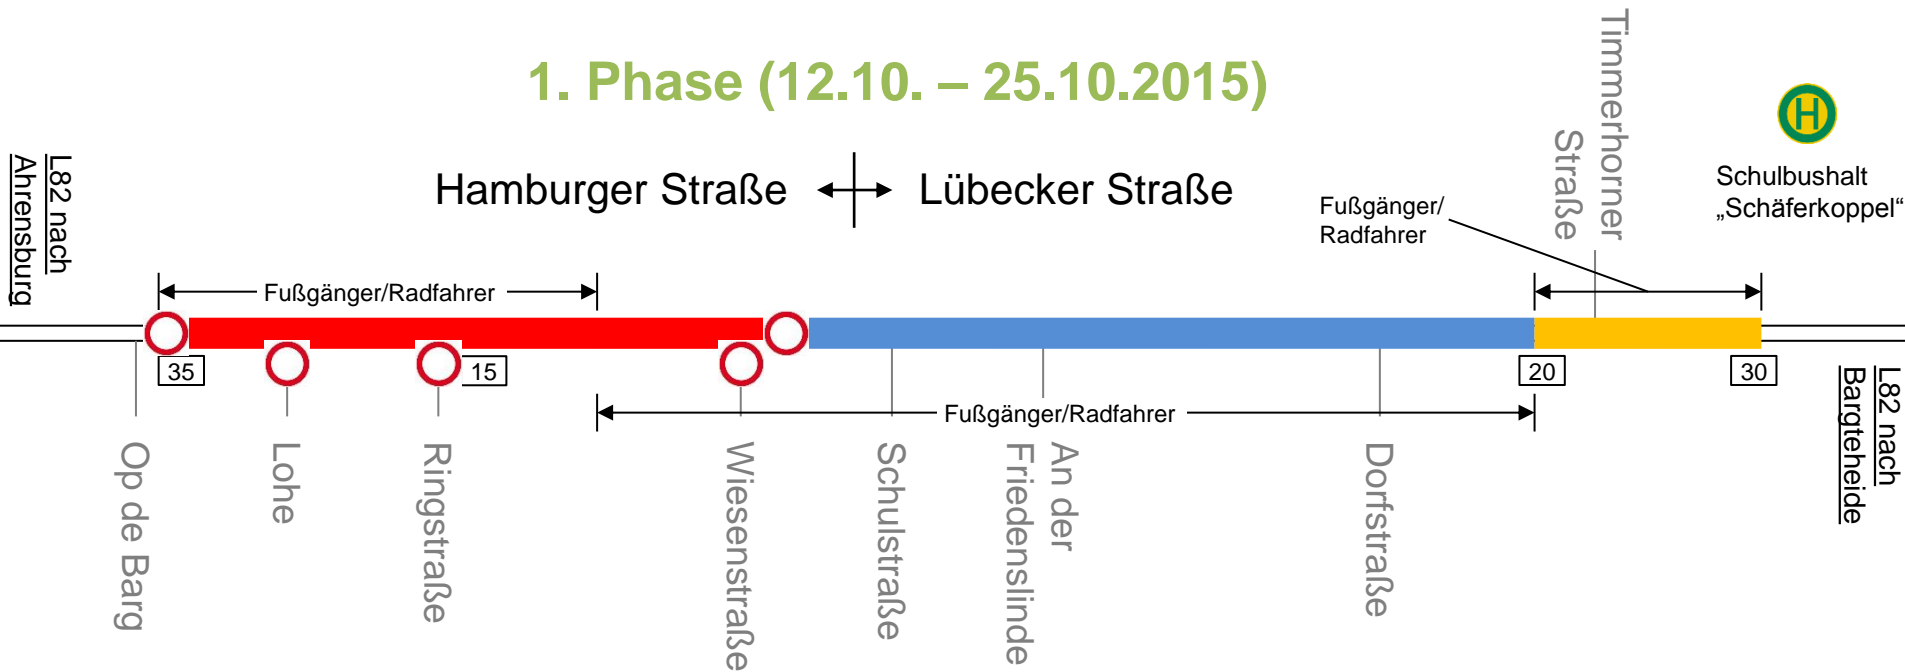 1. Phase (12.10. – 25.10.2015)
Timmerhorner
Straße
H
Schulbushalt
„Schäferkoppel“
L82 nach
Ahrensburg
Hamburger Straße
Lübecker Straße
Fußgänger/
Radfahrer
Fußgänger/Radfahrer
35
15
20
30
Fußgänger/Radfahrer
L82 nach
Bargteheide
Op de Barg
Lohe
Ringstraße
Wiesenstraße
Schulstraße
An der
Friedenslinde
Dorfstraße